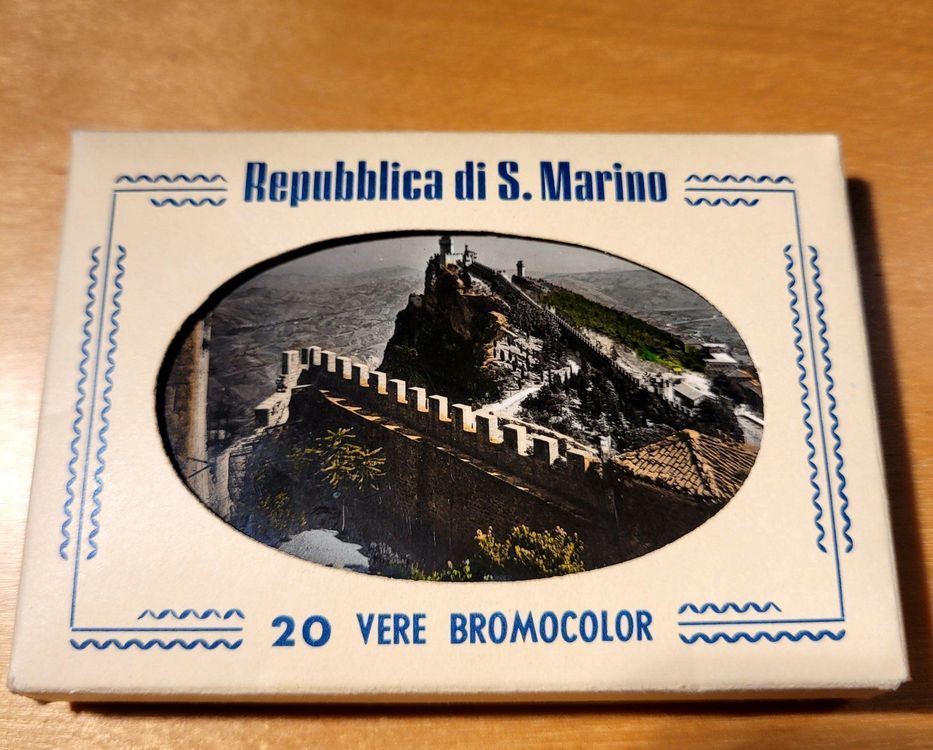 Repubblica di S. Marino
20 VERE BROMOCOLOR